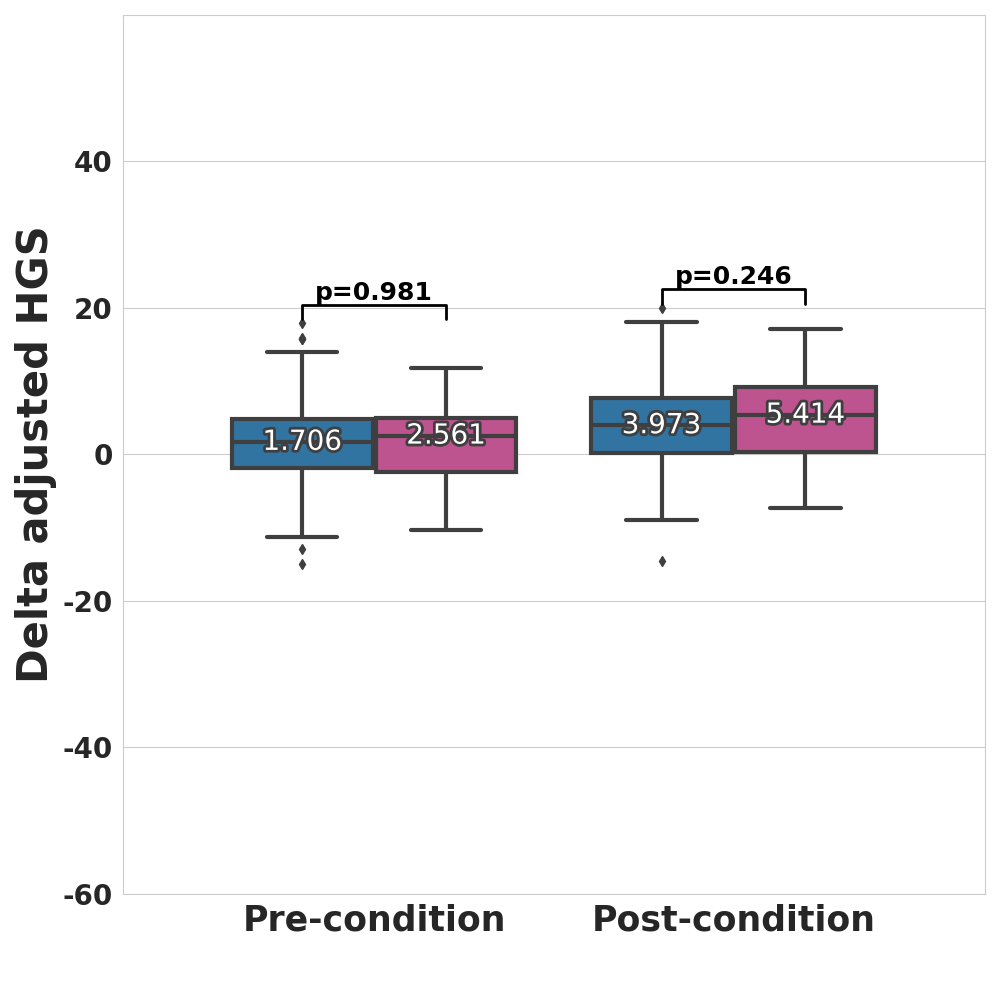 Delta adjusted HGS
40
20
0
-20
-40
-60
p=0.981
p=0.246
1.706
2.561
3.973
5.414
Pre-condition
Post-condition